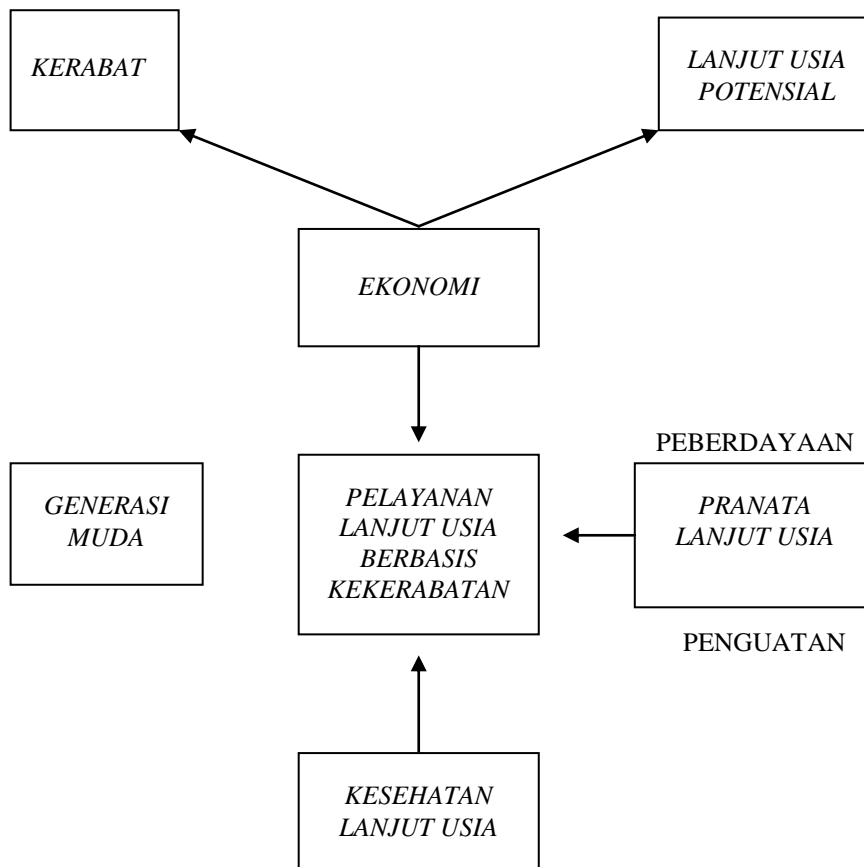 KERABAT
LANJUT USIA
POTENSIAL
EKONOMI
PEBERDAYAAN
GENERASI
MUDA
PELAYANAN
LANJUT USIA
BERBASIS
KEKERABATAN
PRANATA
LANJUT USIA
PENGUATAN
KESEHATAN
LANJUT USIA